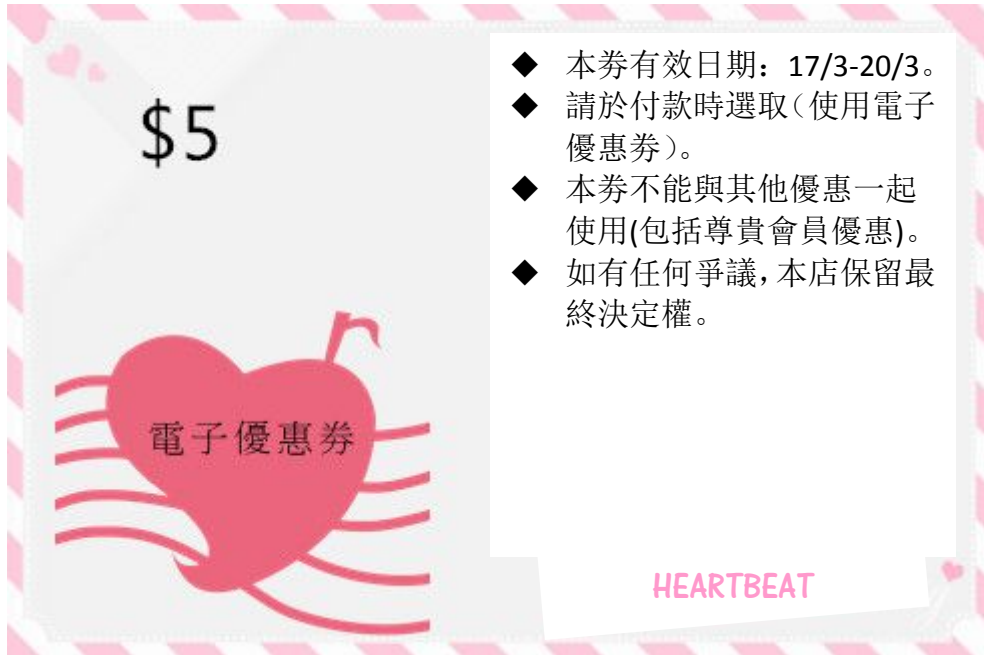 $5
電子優惠券
◆ 本券有效日期：17/3-20/3。
◆ 請於付款時選取（使用電子
優惠券）。
◆ 本券不能與其他優惠一起
使用(包括尊貴會員優惠)。
◆ 如有任何爭議，本店保留最
終決定權。
HEARTBEAT